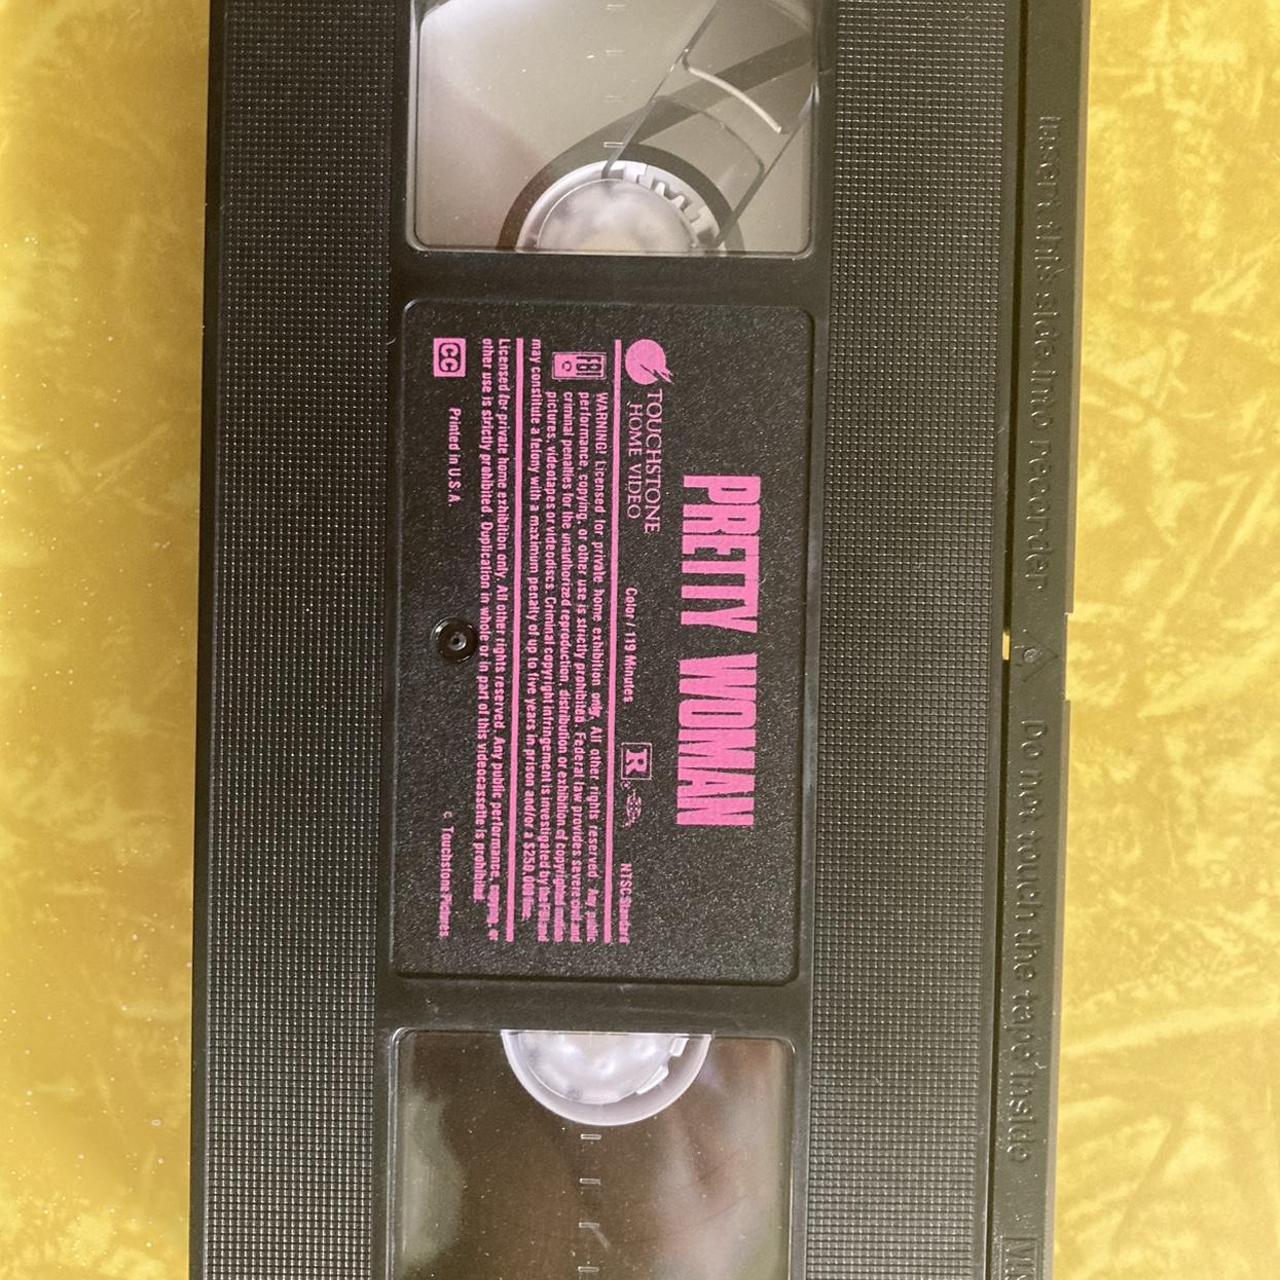 Insert this side into recorder
Do not touch the tape inside
PRETTY WOMAN
TOUCHSTONE
HOME VIDEO
Color / 119 Minutes
R
NTSC Standard
FBI
WARNING! Licensed for private home exhibition only. All other rights reserved. Any public
performance, copying, or other use is strictly prohibited. Federal law provides severe civil and
criminal penalties for the unauthorized reproduction, distribution or exhibition of copyrighted motion
pictures, videotapes or videodiscs. Criminal copyright infringement is investigated by the FBI and
may constitute a felony with a maximum penalty of up to five years in prison and/or a $250,000 fine.
Licensed for private home exhibition only. All other rights reserved. Any public performance, copying, or
other use is strictly prohibited. Duplication in whole or in part of this videocassette is prohibited.
CC
Printed in U.S.A.
© Touchstone Pictures